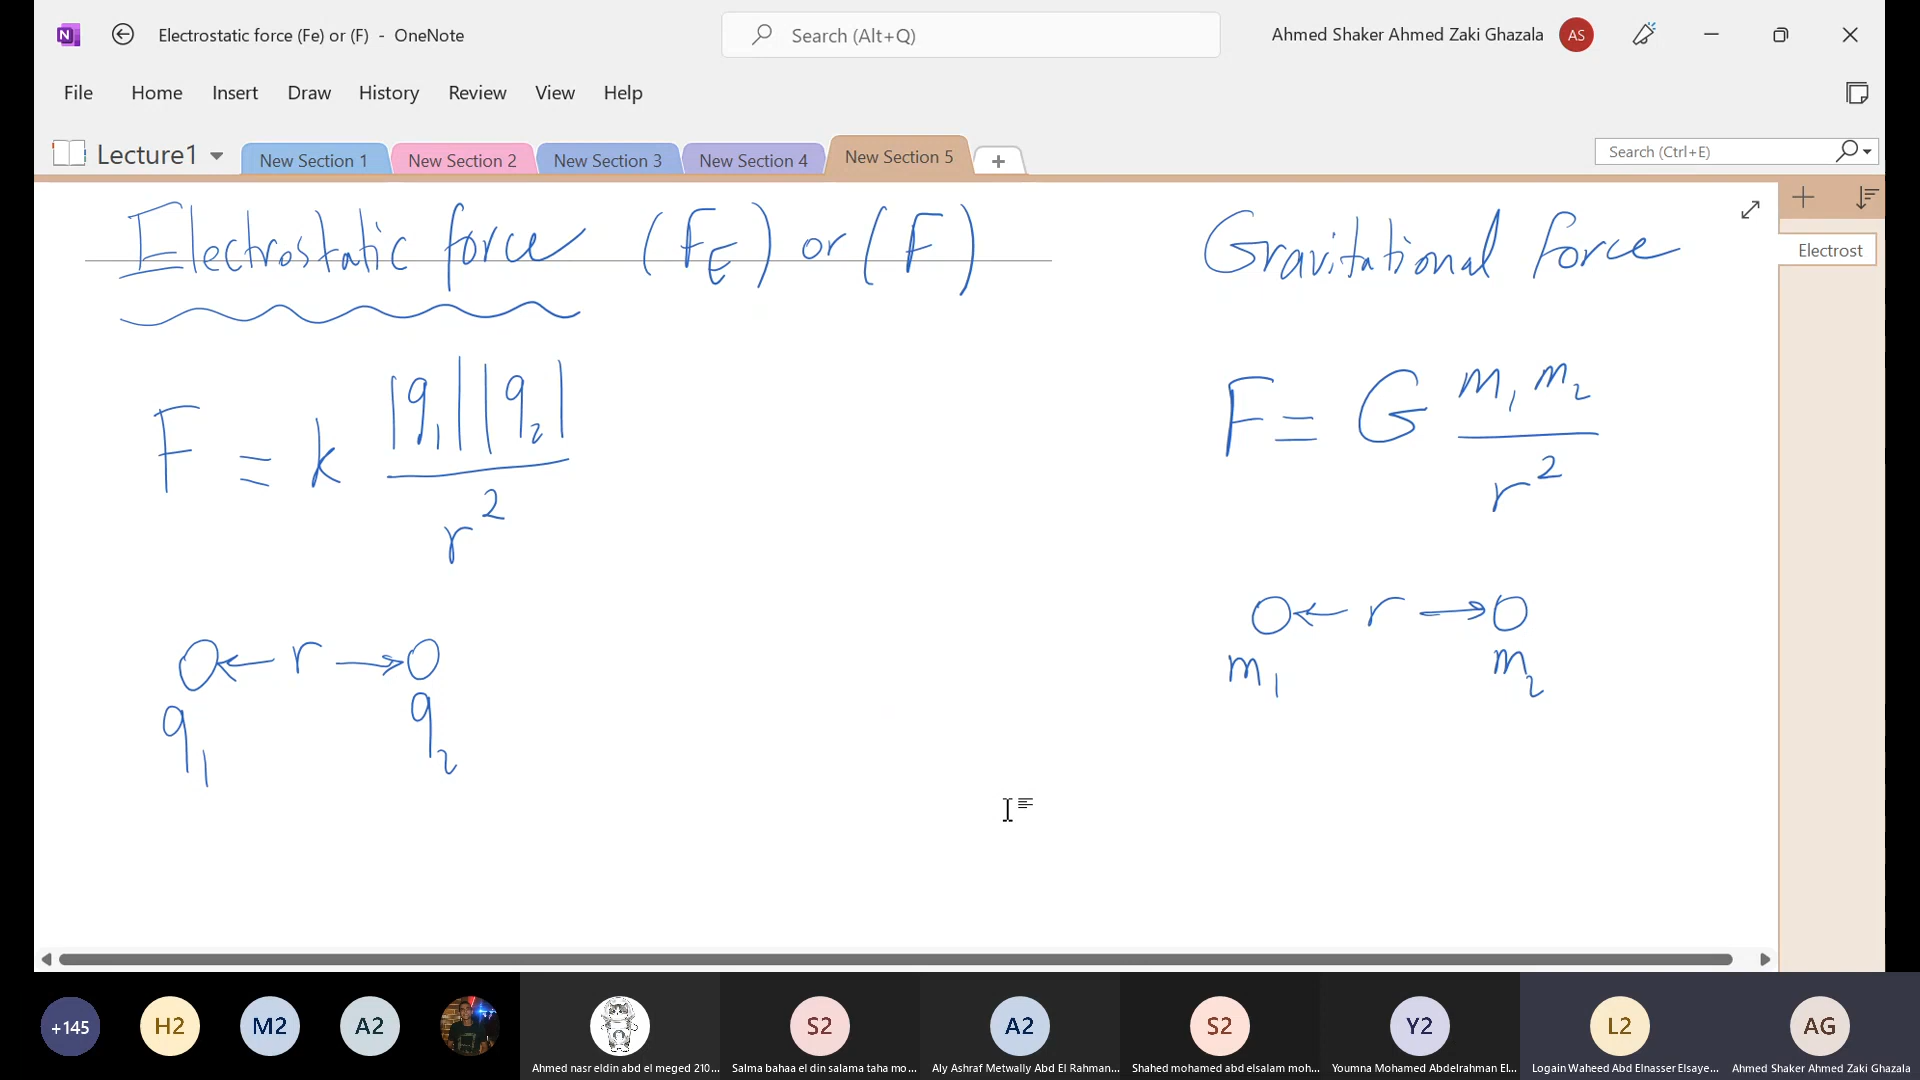 Electrostatic force (Fe) or (F) - OneNote
Search (Alt+Q)
Ahmed Shaker Ahmed Zaki Ghazala
AS
File Home Insert Draw History Review View Help
Lecture1
New Section 1
New Section 2
New Section 3
New Section 4
New Section 5
+
Search (Ctrl+E)
Electrost
Electrostatic force (F_E) or (F)
Gravitational force
F = k |q₁| |q₂| / r²
F = G m₁ m₂ / r²
← r →
q₁ q₂
← r →
m₁ m₂
+145
H2
M2
A2
Ahmed nasr eldin abd el meged 210...
S2
Salma bahaa el din salama taha mo...
A2
Aly Ashraf Metwally Abd El Rahman...
S2
Shahed mohamed abd elsalam moh...
Y2
Youmna Mohamed Abdelrahman El...
L2
Logain Waheed Abd Elnasser Elsaye...
AG
Ahmed Shaker Ahmed Zaki Ghazala